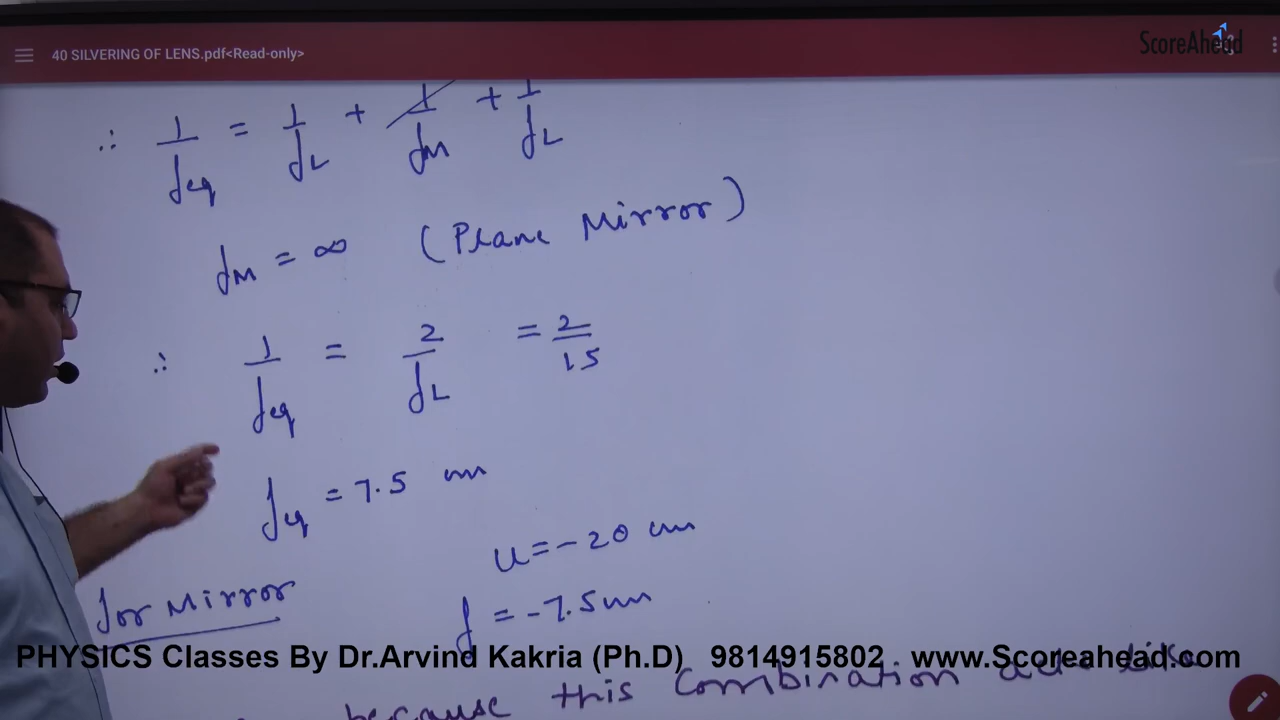 40 SILVERING OF LENS.pdf<Read-only>
ScoreAhead
∴ 1/feq = 1/fL + 1/fM + 1/fL
fM = ∞ (Plane Mirror)
∴ 1/feq = 2/fL = 2/15
feq = 7.5 cm
u = -20 cm
for Mirror
f = -7.5 cm
PHYSICS Classes By Dr.Arvind Kakria (Ph.D) 9814915802 www.Scoreahead.com
because this combination acts like